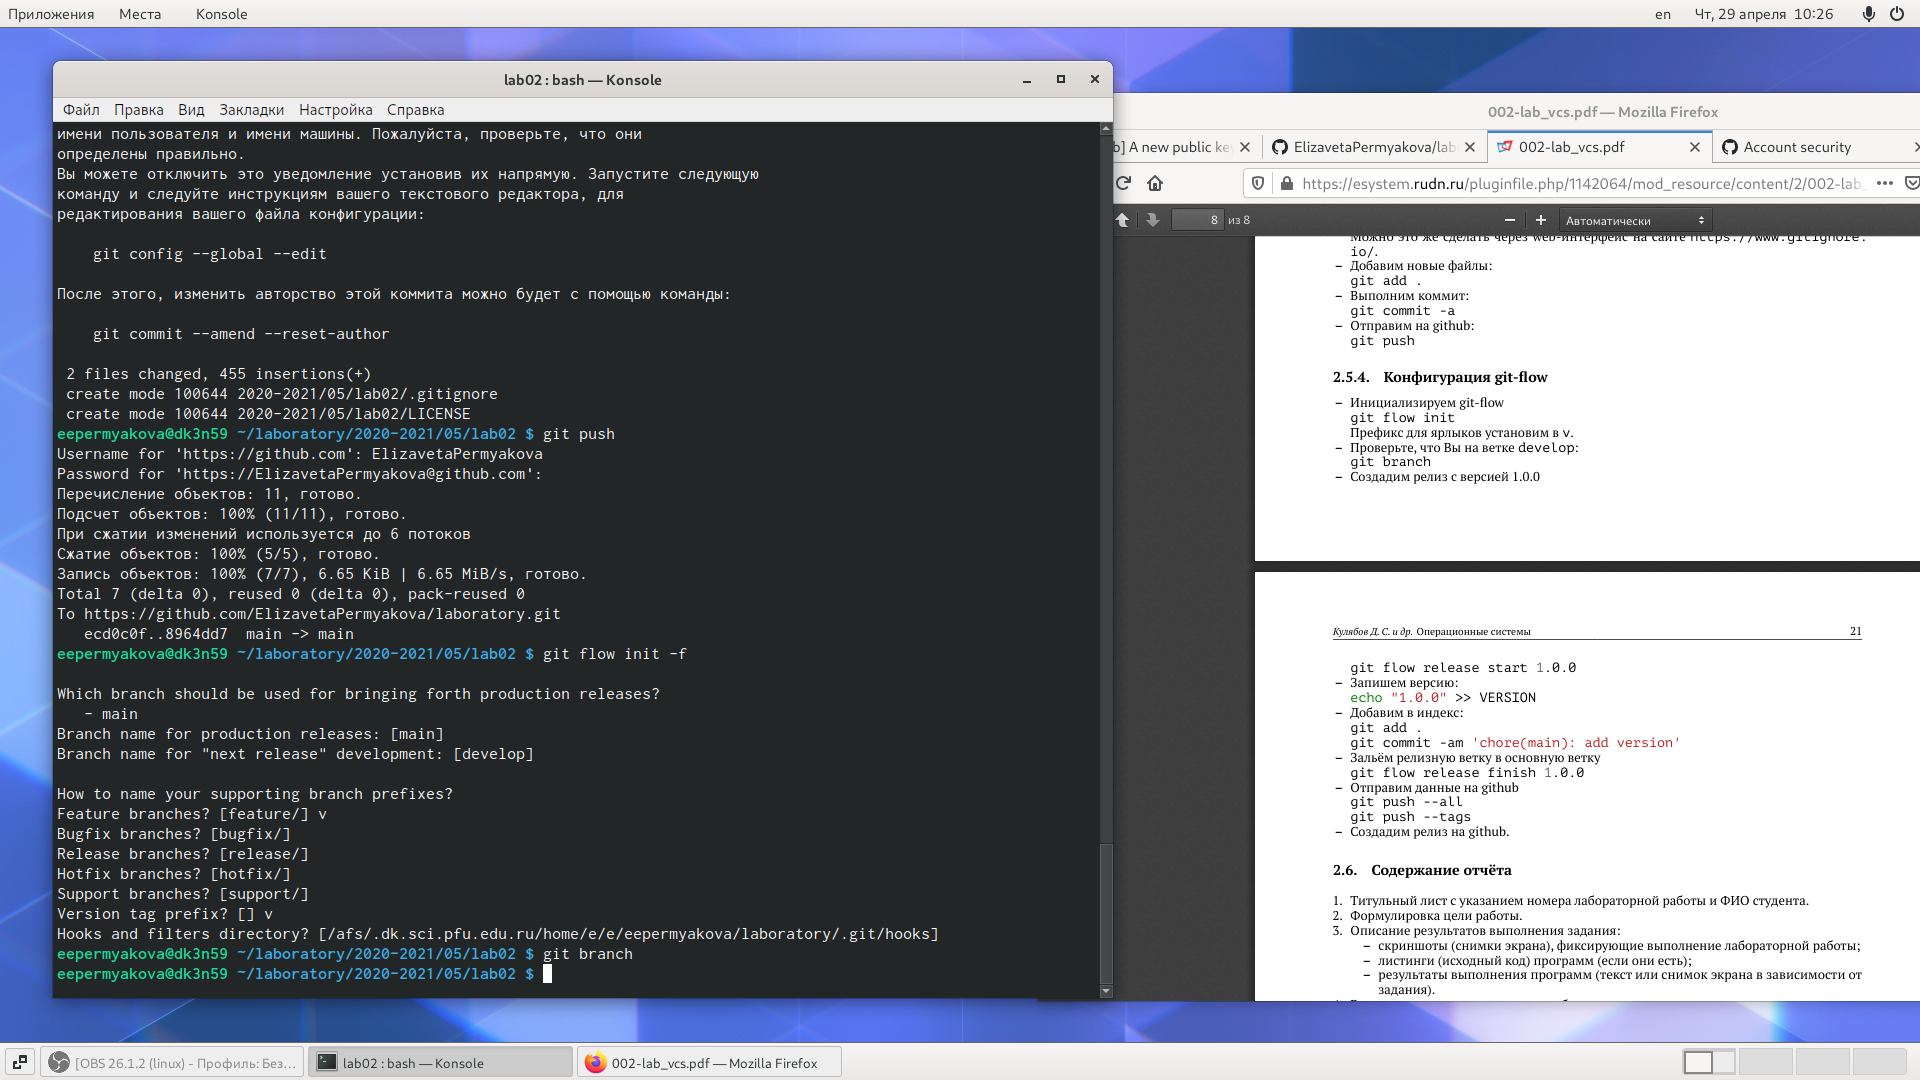 Приложения Места Konsole en Чт, 29 апреля 10:26
lab02 : bash — Konsole
Файл Правка Вид Закладки Настройка Справка
имени пользователя и имени машины. Пожалуйста, проверьте, что они
определены правильно.
Вы можете отключить это уведомление установив их напрямую. Запустите следующую
команду и следуйте инструкциям вашего текстового редактора, для
редактирования вашего файла конфигурации:
git config --global --edit
После этого, изменить авторство этой коммита можно будет с помощью команды:
git commit --amend --reset-author
2 files changed, 455 insertions(+)
create mode 100644 2020-2021/05/lab02/.gitignore
create mode 100644 2020-2021/05/lab02/LICENSE
eepermyakova@dk3n59 ~/laboratory/2020-2021/05/lab02 $ git push
Username for 'https://github.com': ElizavetaPermyakova
Password for 'https://ElizavetaPermyakova@github.com':
Перечисление объектов: 11, готово.
Подсчет объектов: 100% (11/11), готово.
При сжатии изменений используется до 6 потоков
Сжатие объектов: 100% (5/5), готово.
Запись объектов: 100% (7/7), 6.65 KiB | 6.65 MiB/s, готово.
Total 7 (delta 0), reused 0 (delta 0), pack-reused 0
To https://github.com/ElizavetaPermyakova/laboratory.git
ecd0c0f..8964dd7 main -> main
eepermyakova@dk3n59 ~/laboratory/2020-2021/05/lab02 $ git flow init -f
Which branch should be used for bringing forth production releases?
- main
Branch name for production releases: [main]
Branch name for "next release" development: [develop]
How to name your supporting branch prefixes?
Feature branches? [feature/] v
Bugfix branches? [bugfix/]
Release branches? [release/]
Hotfix branches? [hotfix/]
Support branches? [support/]
Version tag prefix? [] v
Hooks and filters directory? [/afs/.dk.sci.pfu.edu.ru/home/e/e/eepermyakova/laboratory/.git/hooks]
eepermyakova@dk3n59 ~/laboratory/2020-2021/05/lab02 $ git branch
eepermyakova@dk3n59 ~/laboratory/2020-2021/05/lab02 $
002-lab_vcs.pdf — Mozilla Firefox
b] A new public ke ElizavetaPermyakova/lab 002-lab_vcs.pdf Account security
https://esystem.rudn.ru/pluginfile.php/1142064/mod_resource/content/2/002-lab_
8 из 8 Автоматически
Можно это же сделать через web-интерфейс на сайте https://www.gitignore.
io/.
– Добавим новые файлы:
git add .
– Выполним коммит:
git commit -a
– Отправим на github:
git push
2.5.4. Конфигурация git-flow
– Инициализируем git-flow
git flow init
Префикс для ярлыков установим в v.
– Проверьте, что Вы на ветке develop:
git branch
– Создадим релиз с версией 1.0.0
Кулябов Д. С. и др. Операционные системы 21
git flow release start 1.0.0
– Запишем версию:
echo "1.0.0" >> VERSION
– Добавим в индекс:
git add .
git commit -am 'chore(main): add version'
– Зальём релизную ветку в основную ветку
git flow release finish 1.0.0
– Отправим данные на github
git push --all
git push --tags
– Создадим релиз на github.
2.6. Содержание отчёта
1. Титульный лист с указанием номера лабораторной работы и ФИО студента.
2. Формулировка цели работы.
3. Описание результатов выполнения задания:
– скриншоты (снимки экрана), фиксирующие выполнение лабораторной работы;
– листинги (исходный код) программ (если они есть);
– результаты выполнения программ (текст или снимок экрана в зависимости от
задания).
[OBS 26.1.2 (linux) - Профиль: Без... lab02 : bash — Konsole 002-lab_vcs.pdf — Mozilla Firefox